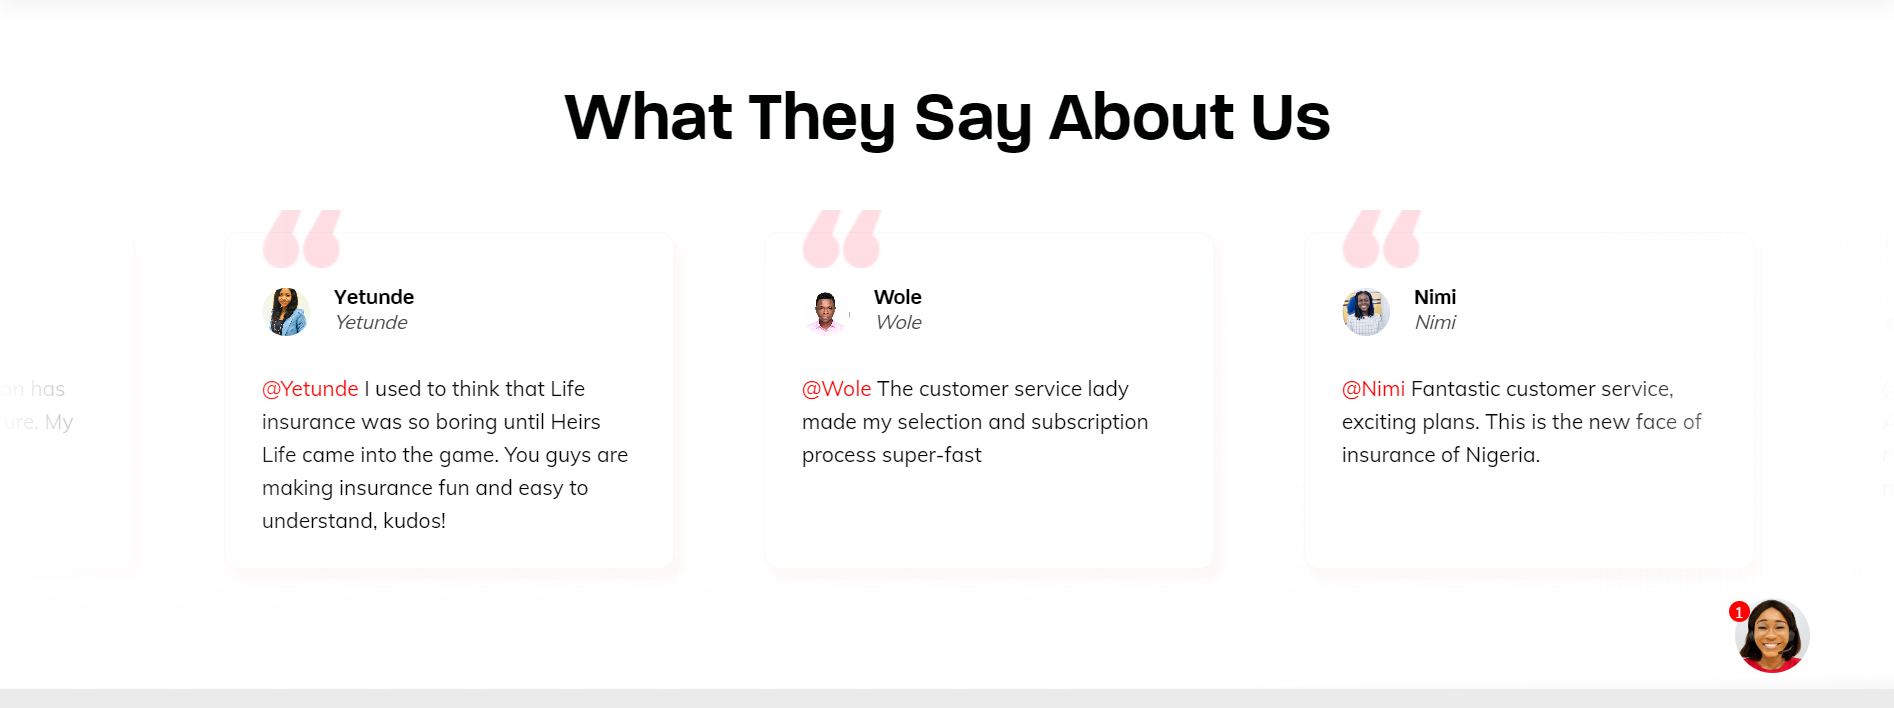 What They Say About Us
an has
ure. My
Yetunde
Yetunde
@Yetunde I used to think that Life
insurance was so boring until Heirs
Life came into the game. You guys are
making insurance fun and easy to
understand, kudos!
Wole
Wole
@Wole The customer service lady
made my selection and subscription
process super-fast
Nimi
Nimi
@Nimi Fantastic customer service,
exciting plans. This is the new face of
insurance of Nigeria.
1